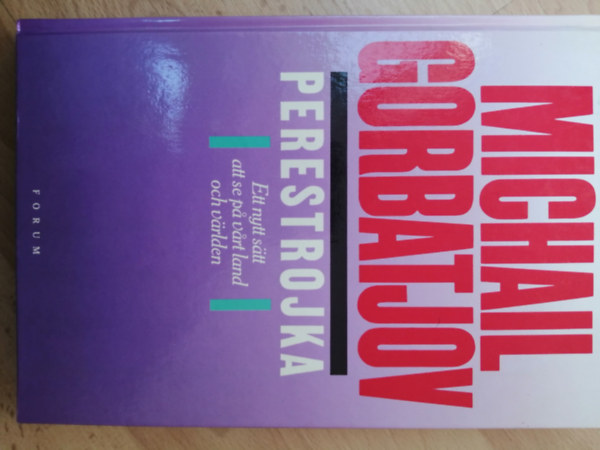 MICHAIL
GORBATJOV
PERESTROJKA
Ett nytt sätt
att se på vårt land
och världen
FORUM